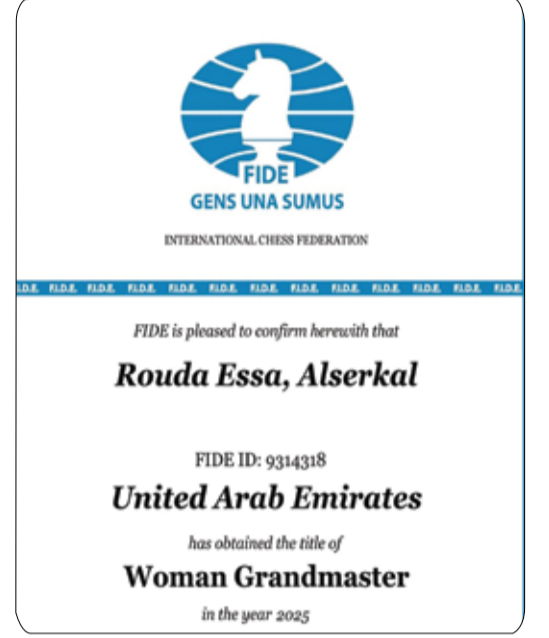 FIDE
GENS UNA SUMUS
INTERNATIONAL CHESS FEDERATION
I.D.E. F.I.D.E. F.I.D.E. F.I.D.E. F.I.D.E. F.I.D.E. F.I.D.E. F.I.D.E. F.I.D.E. F.I.D.E. F.I.D.E. F.I.D.E. F.I.D.E.
FIDE is pleased to confirm herewith that
Rouda Essa, Alserkal
FIDE ID: 9314318
United Arab Emirates
has obtained the title of
Woman Grandmaster
in the year 2025